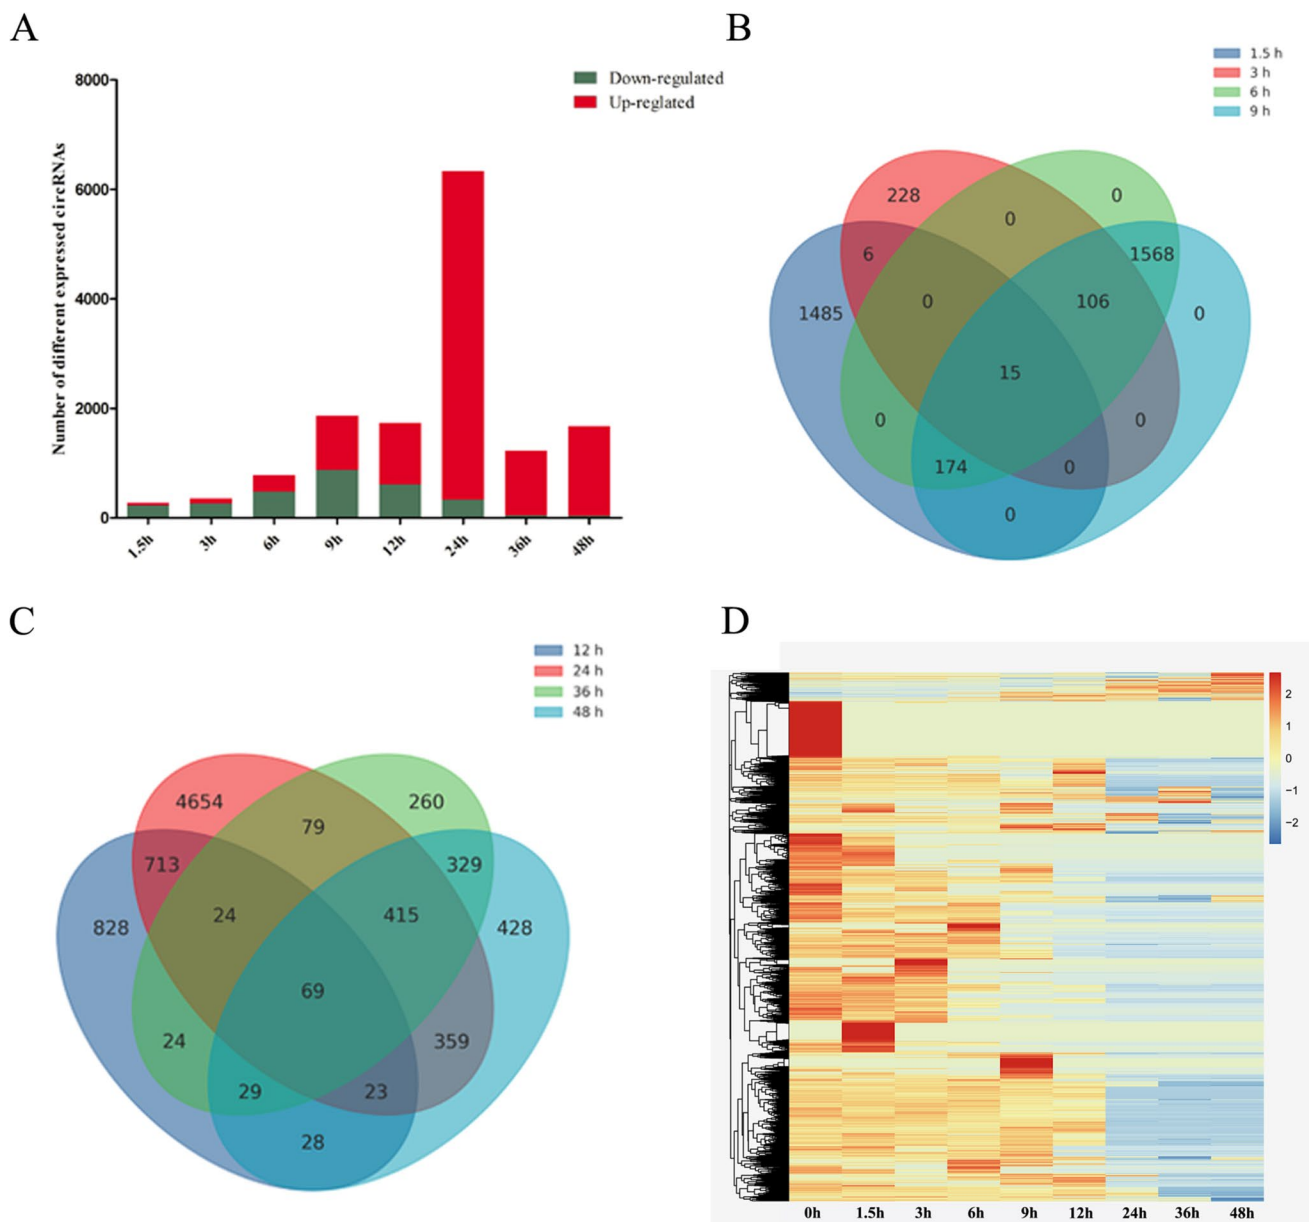 A
Number of different expressed circRNAs
8000
6000
4000
2000
0
Down-regulated
Up-reglated
1.5h
3h
6h
9h
12h
24h
36h
48h
B
1.5 h
3 h
6 h
9 h
228
0
0
6
1568
1485
0
106
0
15
0
0
174
0
0
C
12 h
24 h
36 h
48 h
4654
260
79
713
329
24
415
828
428
69
24
359
29
23
28
D
2
1
0
−1
−2
0h
1.5h
3h
6h
9h
12h
24h
36h
48h